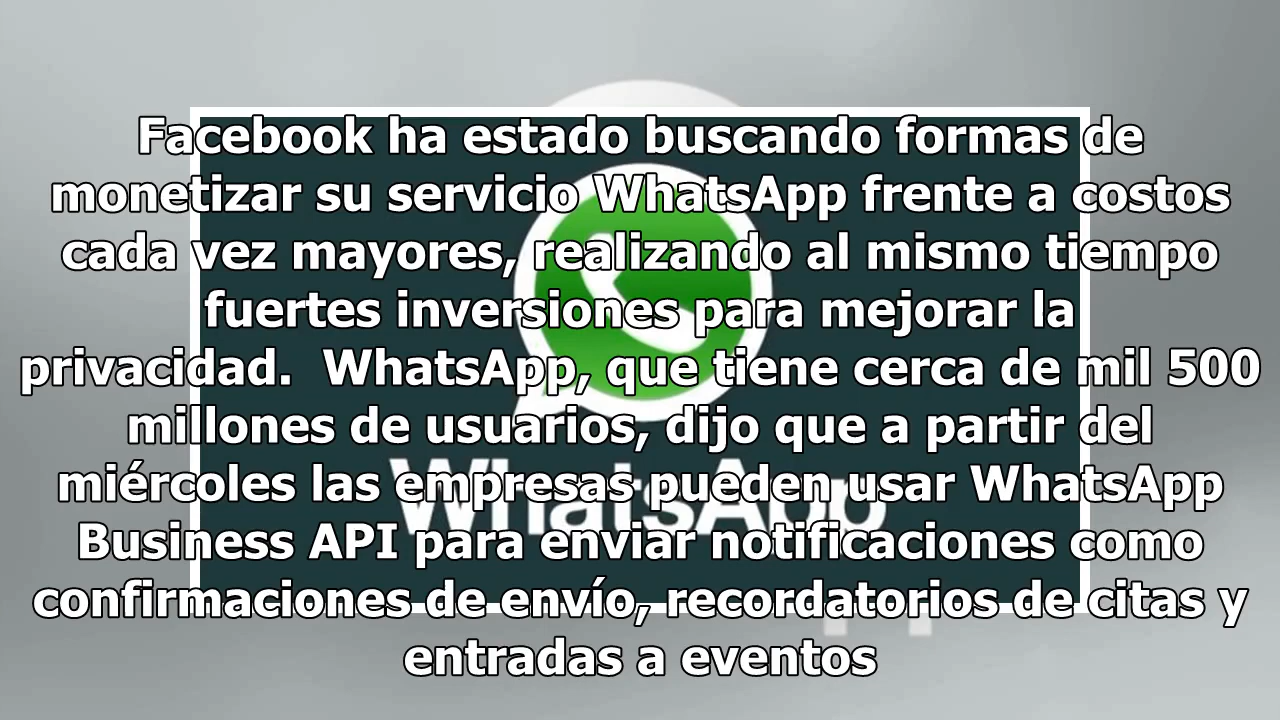 Facebook ha estado buscando formas de
monetizar su servicio WhatsApp frente a costos
cada vez mayores, realizando al mismo tiempo
fuertes inversiones para mejorar la
privacidad.  WhatsApp, que tiene cerca de mil 500
millones de usuarios, dijo que a partir del
miércoles las empresas pueden usar WhatsApp
Business API para enviar notificaciones como
confirmaciones de envío, recordatorios de citas y
entradas a eventos
WhatsApp